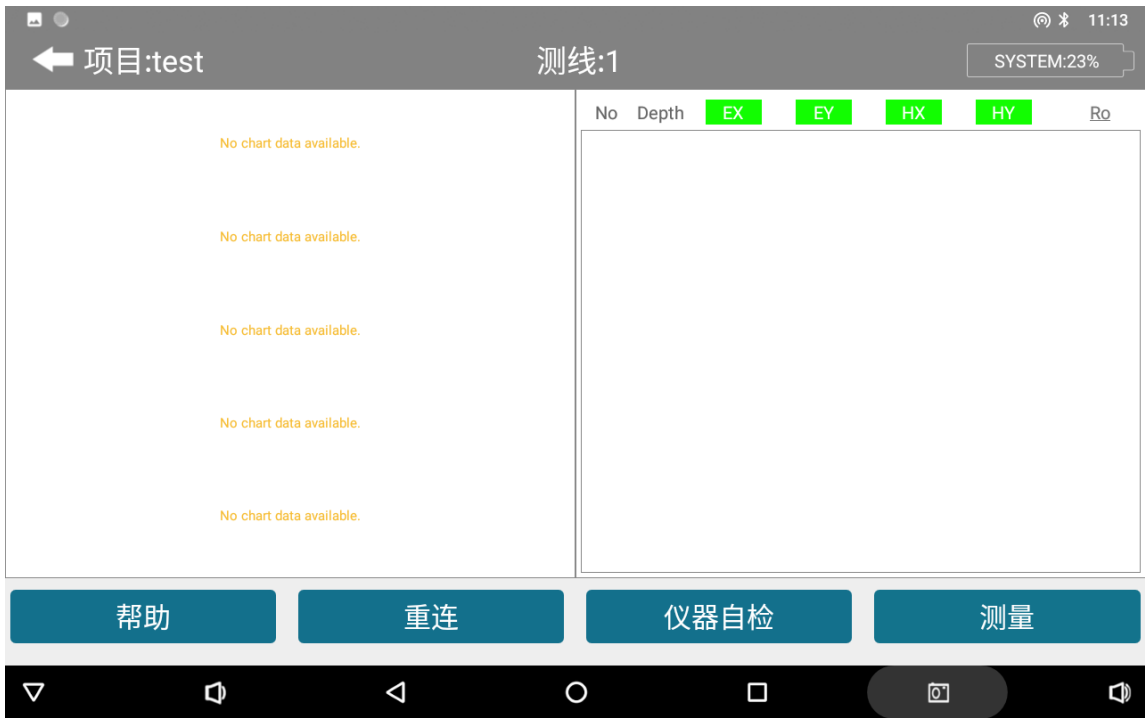 11:13
项目:test
测线:1
SYSTEM:23%
No Depth EX EY HX HY Ro
No chart data available.
No chart data available.
No chart data available.
No chart data available.
No chart data available.
帮助
重连
仪器自检
测量